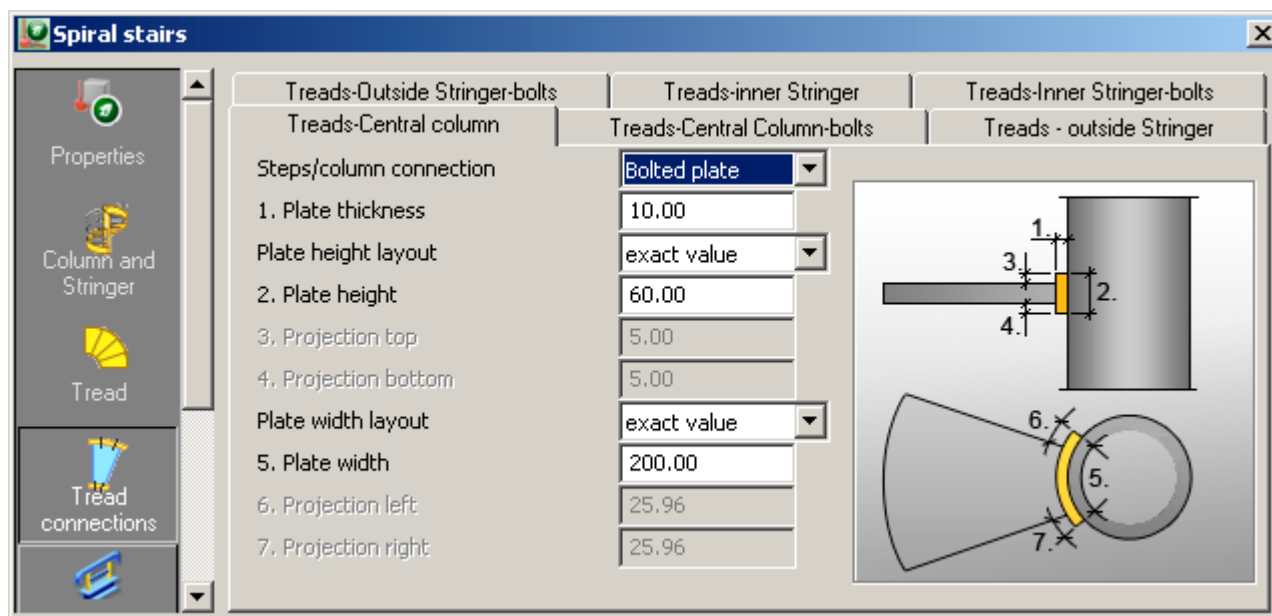 Spiral stairs
Properties
Column and
Stringer
Tread
Tread
connections
Treads-Outside Stringer-bolts
Treads-inner Stringer
Treads-Inner Stringer-bolts
Treads-Central column
Treads-Central Column-bolts
Treads - outside Stringer
Steps/column connection
Bolted plate
1. Plate thickness
10.00
Plate height layout
exact value
2. Plate height
60.00
3. Projection top
5.00
4. Projection bottom
5.00
Plate width layout
exact value
5. Plate width
200.00
6. Projection left
25.96
7. Projection right
25.96
1.
3.
2.
4.
6.
5.
7.